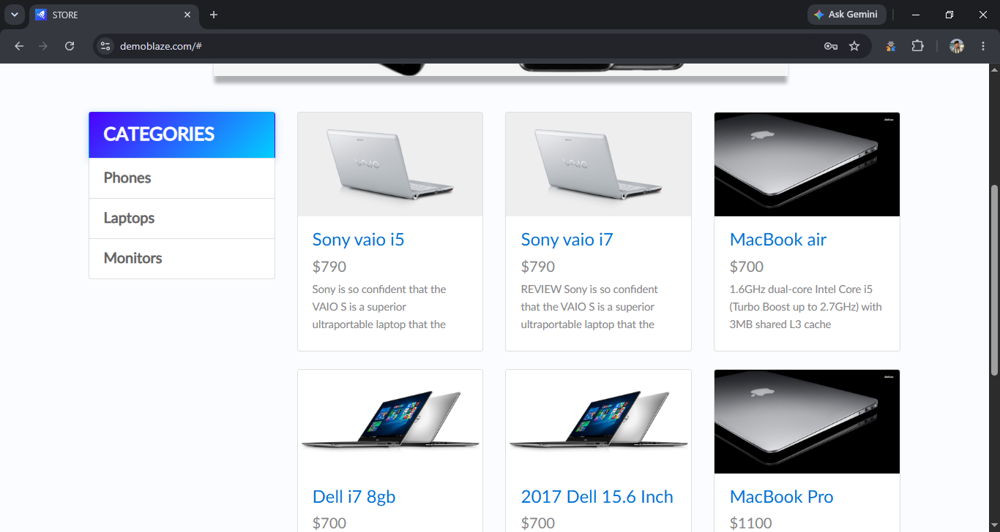 STORE
Ask Gemini
demoblaze.com/#
CATEGORIES
Phones
Laptops
Monitors
VAIO
Sony vaio i5
$790
Sony is so confident that the
VAIO S is a superior
ultraportable laptop that the
VAIO
Sony vaio i7
$790
REVIEW Sony is so confident
that the VAIO S is a superior
ultraportable laptop that the
MacBook air
$700
1.6GHz dual-core Intel Core i5
(Turbo Boost up to 2.7GHz) with
3MB shared L3 cache
Dell i7 8gb
$700
2017 Dell 15.6 Inch
$700
MacBook Pro
$1100